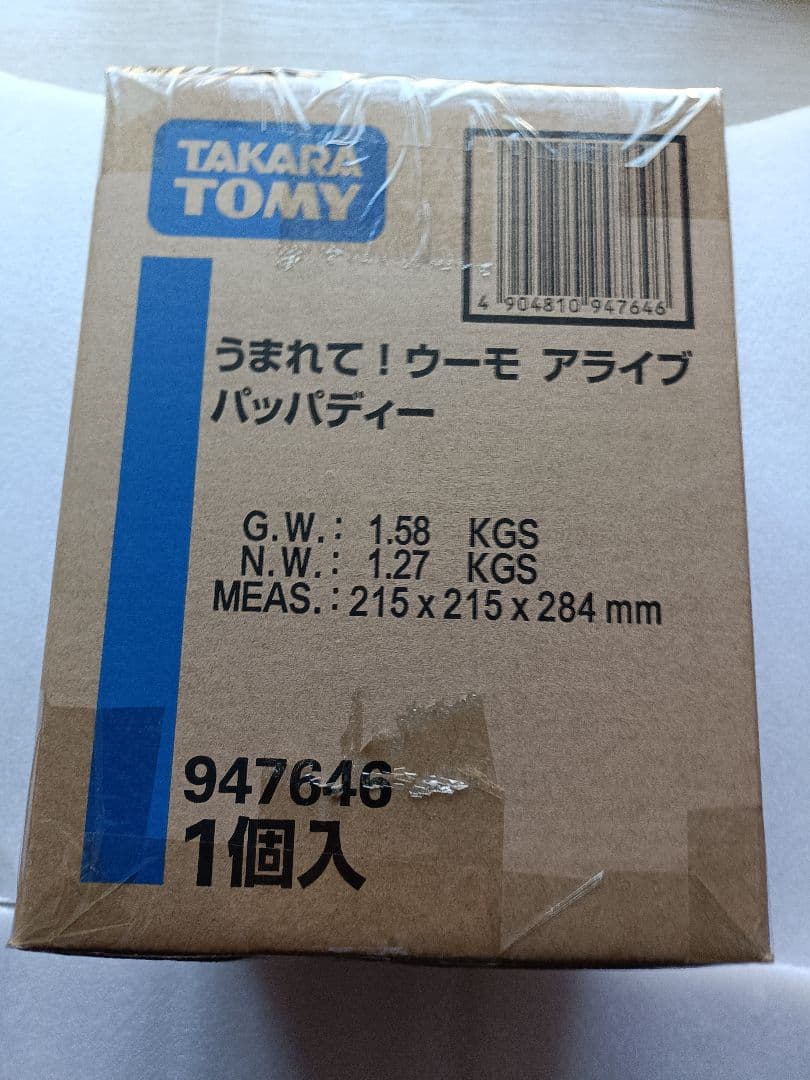 TAKARA
TOMY
4 904810 947646
うまれて！ウーモ アライブ
パッパディー
G.W.: 1.58 KGS
N.W.: 1.27 KGS
MEAS.: 215 x 215 x 284 mm
947646
1個入